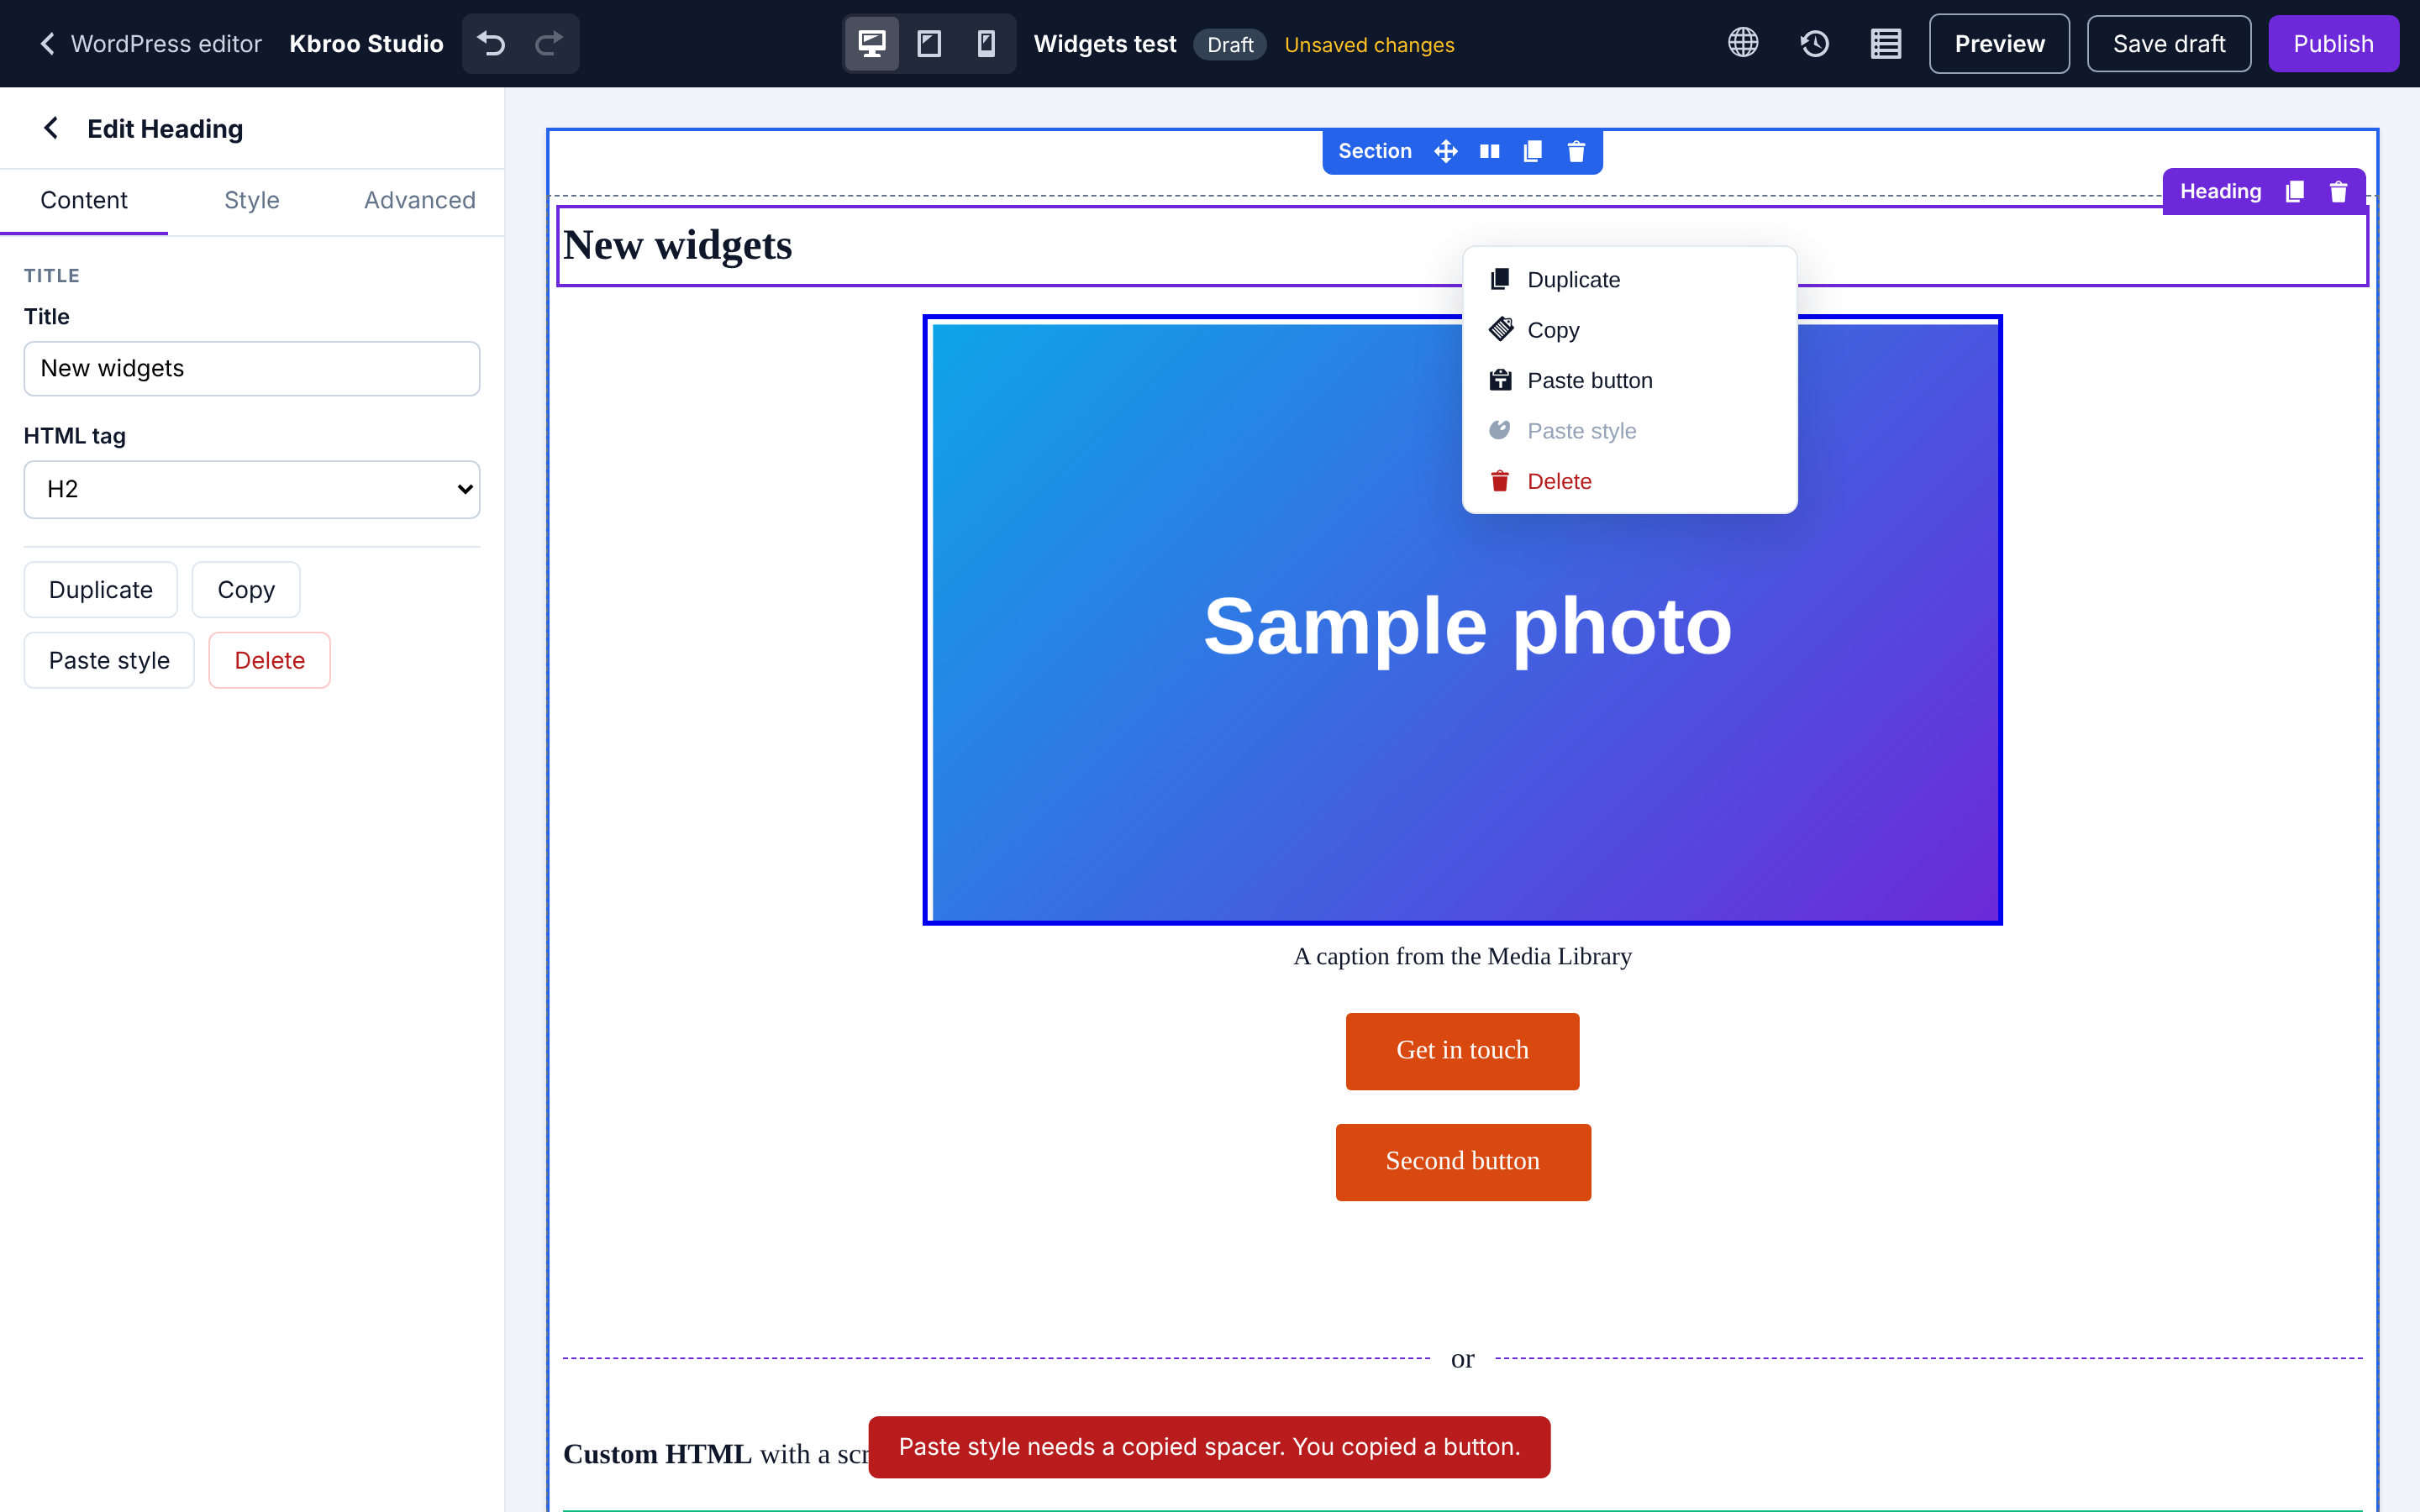 WordPress editor
Kbroo Studio
Widgets test
Draft
Unsaved changes
Preview
Save draft
Publish
Edit Heading
Content
Style
Advanced
TITLE
Title
New widgets
HTML tag
H2
Duplicate
Copy
Paste style
Delete
Section
Heading
New widgets
Duplicate
Copy
Paste button
Paste style
Delete
Sample photo
A caption from the Media Library
Get in touch
Second button
or
Custom HTML with a scr
Paste style needs a copied spacer. You copied a button.